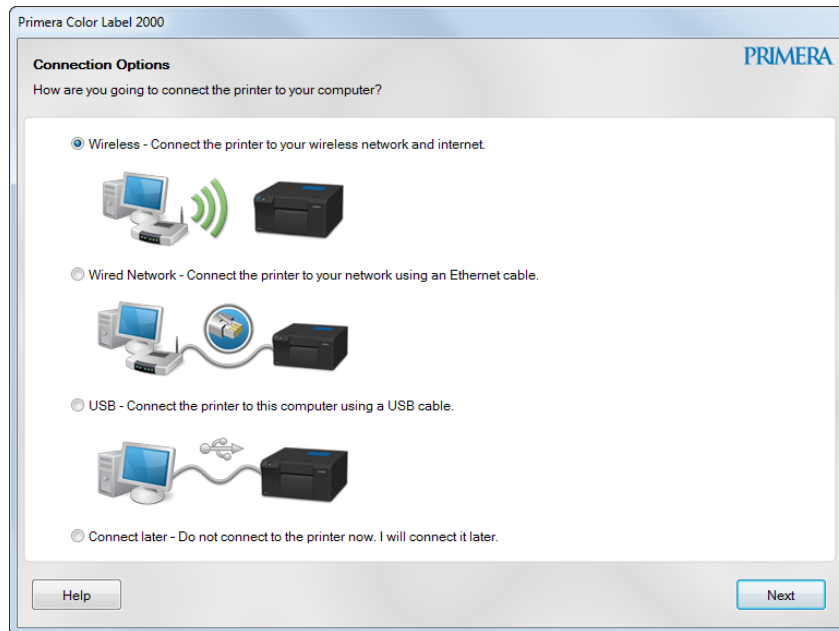 Primera Color Label 2000
PRIMERA
Connection Options
How are you going to connect the printer to your computer?
Wireless - Connect the printer to your wireless network and internet.
Wired Network - Connect the printer to your network using an Ethernet cable.
USB - Connect the printer to this computer using a USB cable.
Connect later - Do not connect to the printer now. I will connect it later.
Help
Next